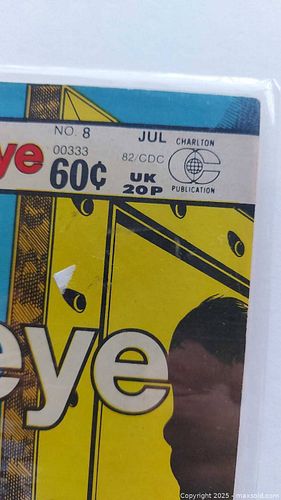 NO. 8
JUL
CHARLTON
ye
00333
82/CDC
60¢
UK
20P
PUBLICATION
eye
Copyright 2025 - maxsold.com